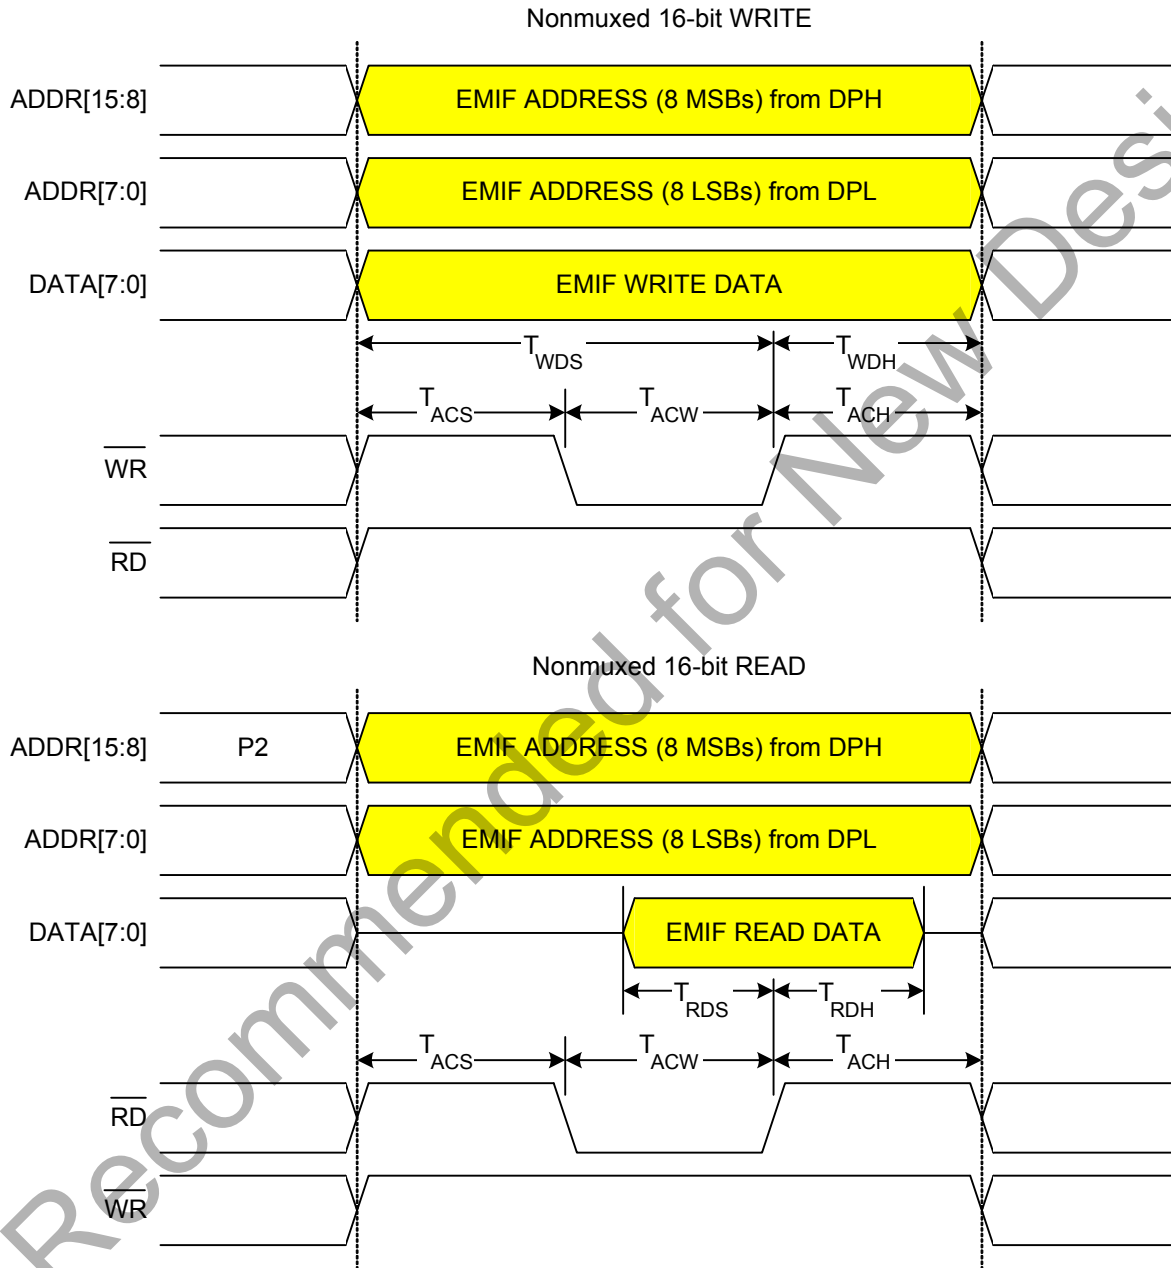 Nonmuxed 16-bit WRITE
ADDR[15:8] EMIF ADDRESS (8 MSBs) from DPH
ADDR[7:0] EMIF ADDRESS (8 LSBs) from DPL
DATA[7:0] EMIF WRITE DATA
TWDS TWDH
TACS TACW TACH
WR
RD
Nonmuxed 16-bit READ
ADDR[15:8] P2 EMIF ADDRESS (8 MSBs) from DPH
ADDR[7:0] EMIF ADDRESS (8 LSBs) from DPL
DATA[7:0] EMIF READ DATA
TRDS TRDH
TACS TACW TACH
RD
WR
Recommended for New Desi